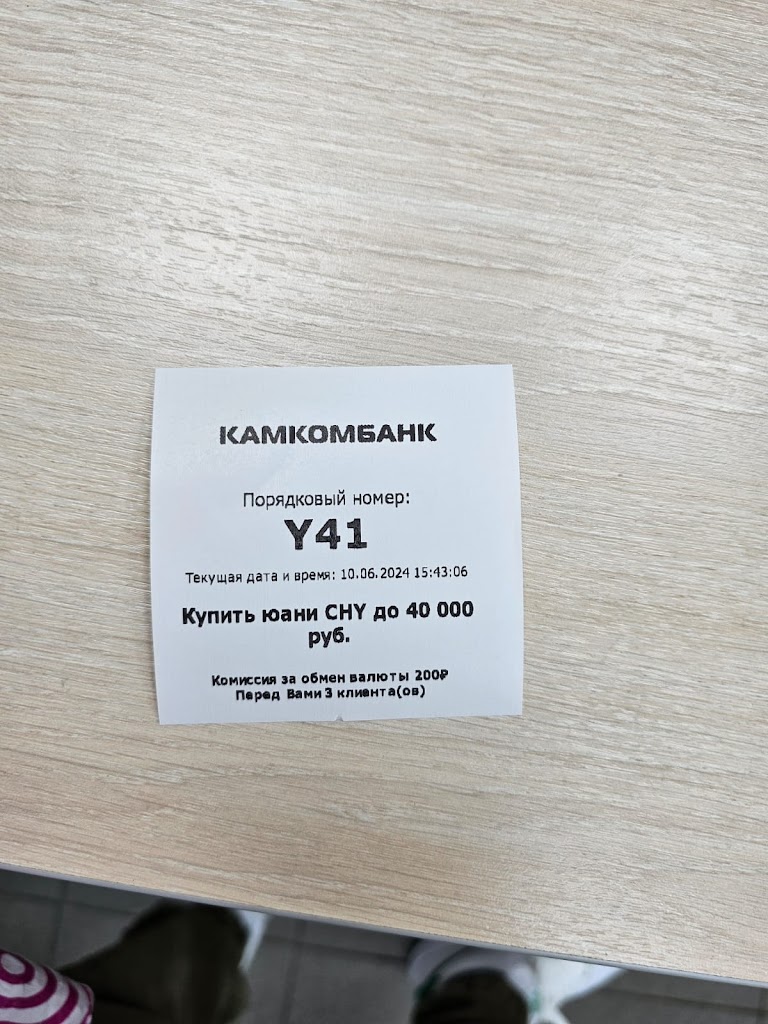 КАМКОМБАНК
Порядковый номер:
Y41
Текущая дата и время: 10.06.2024 15:43:06
Купить юани CHY до 40 000
руб.
Комиссия за обмен валюты 200₽
Перед Вами 3 клиента(ов)